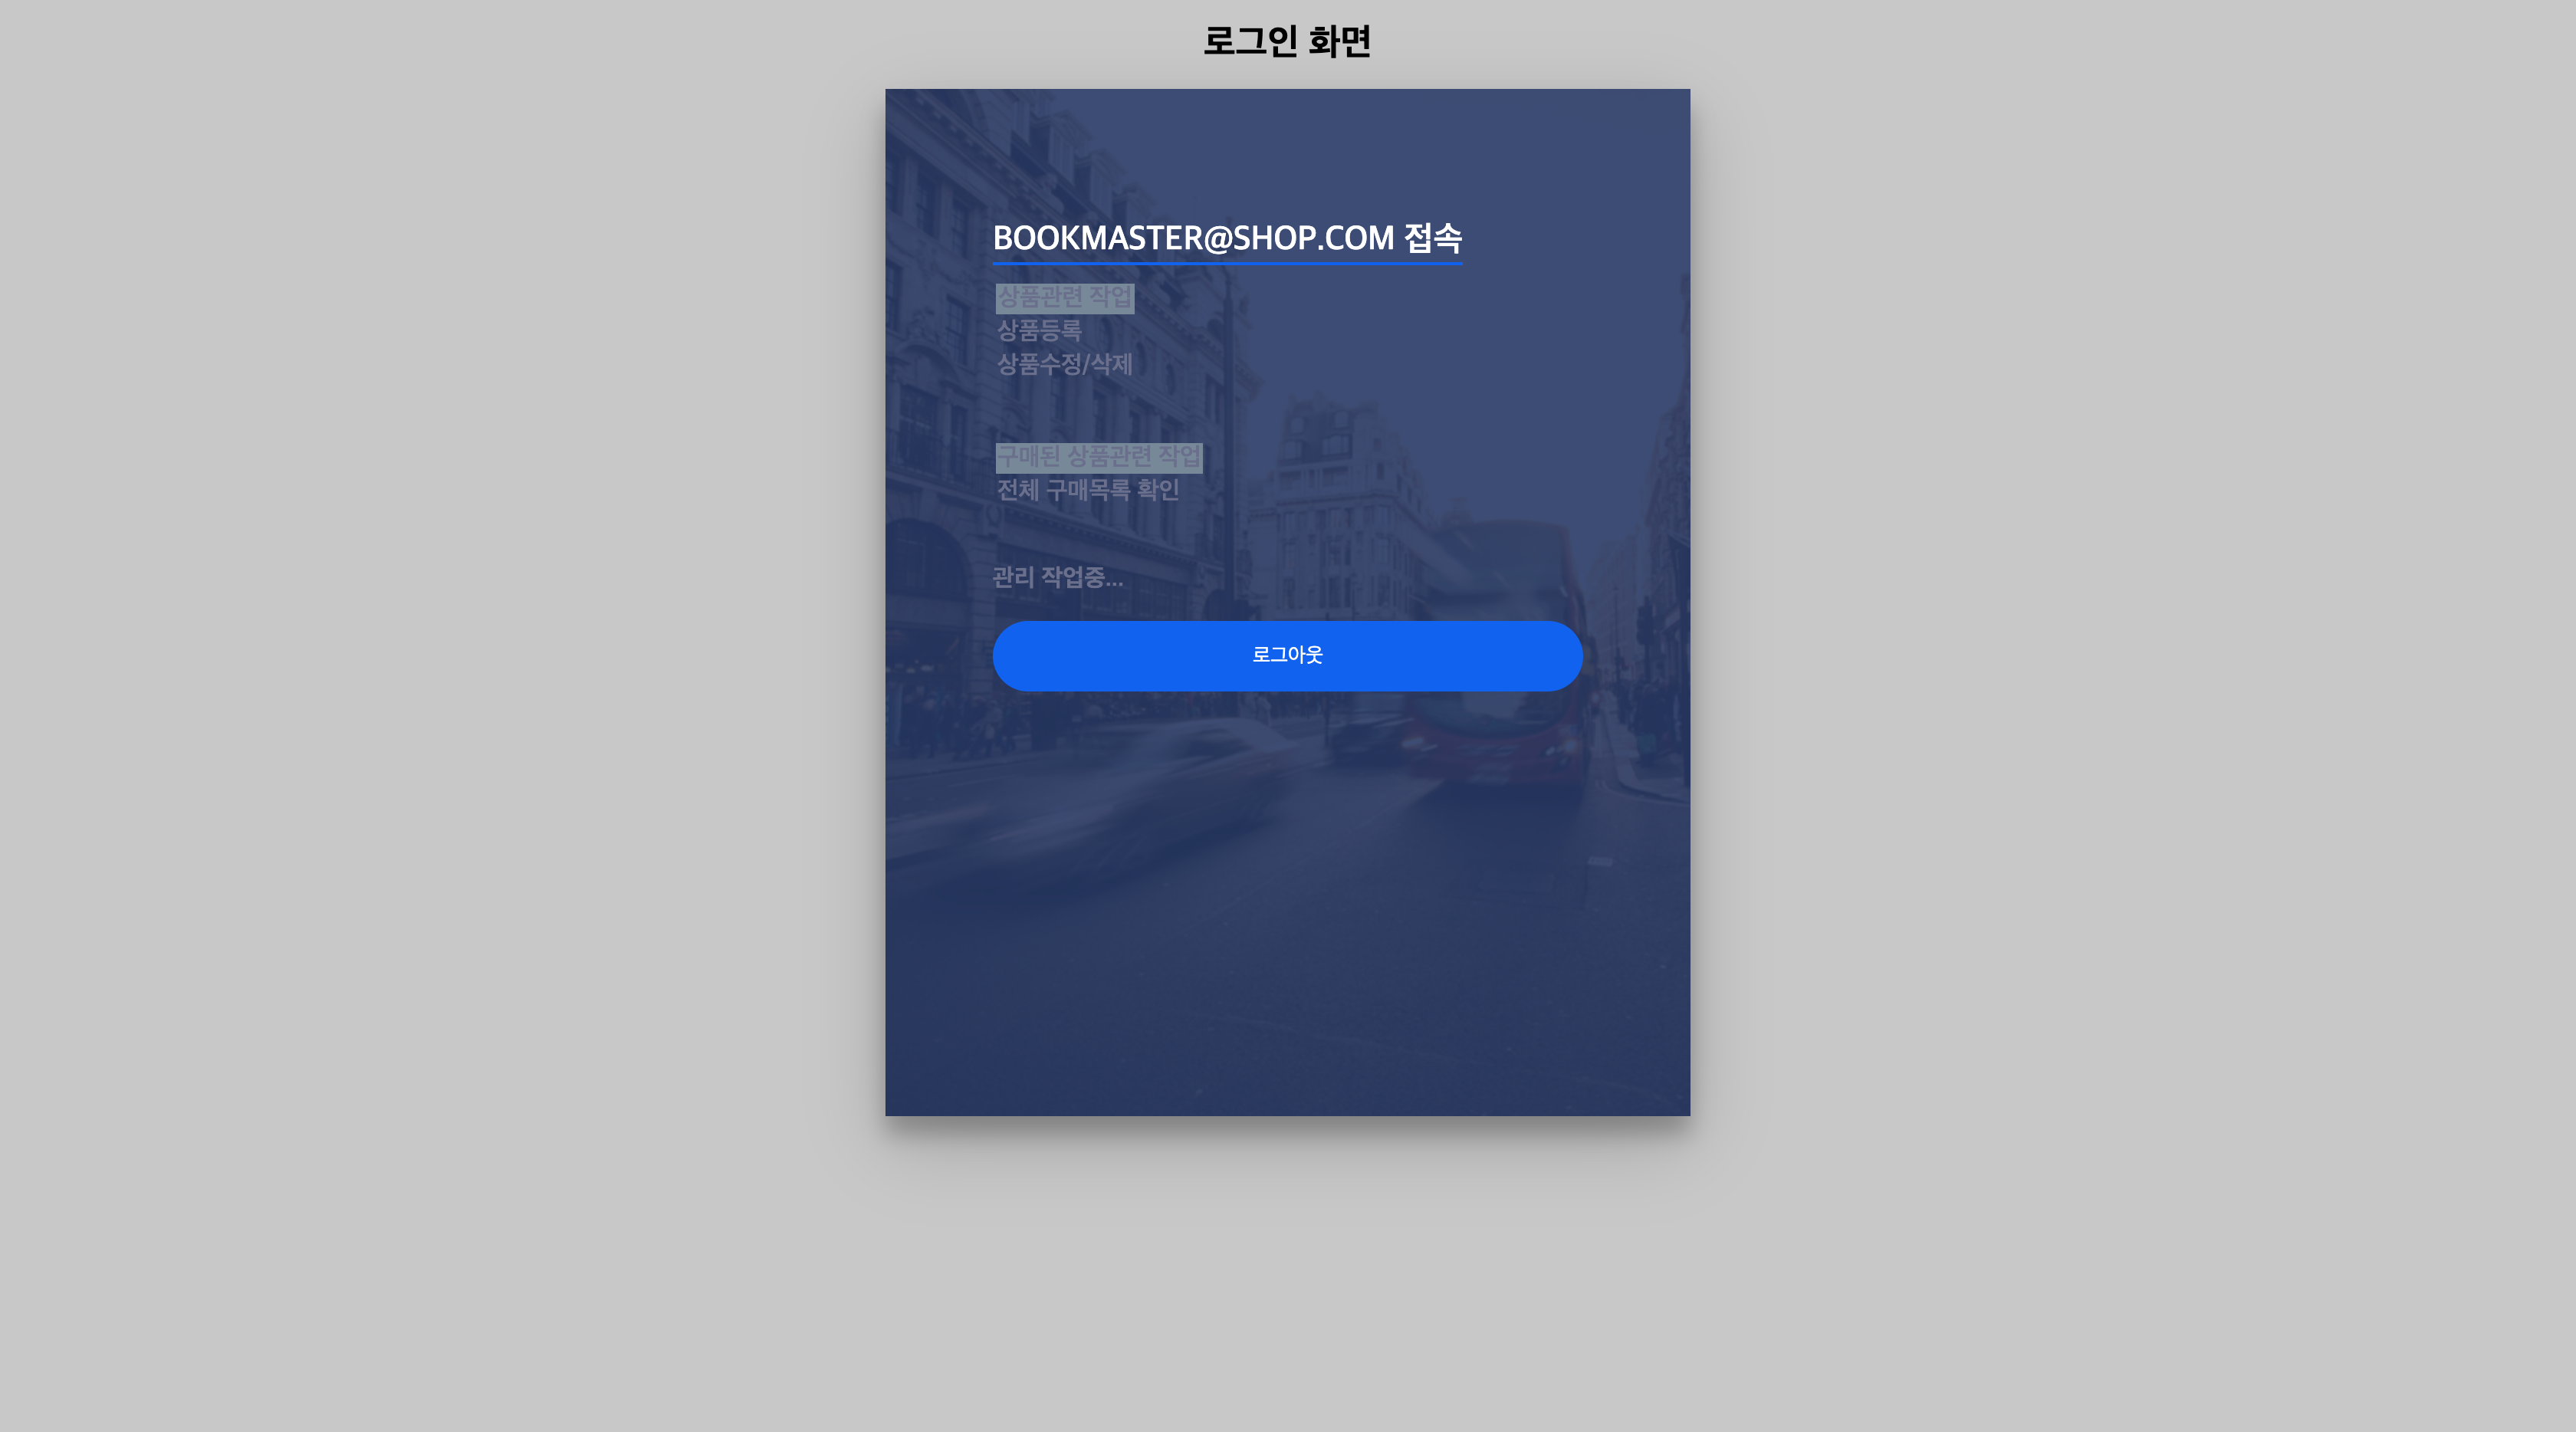 로그인 화면
BOOKMASTER@SHOP.COM 접속
상품관련 작업
상품등록
상품수정/삭제
구매된 상품관련 작업
전체 구매목록 확인
관리 작업중...
로그아웃